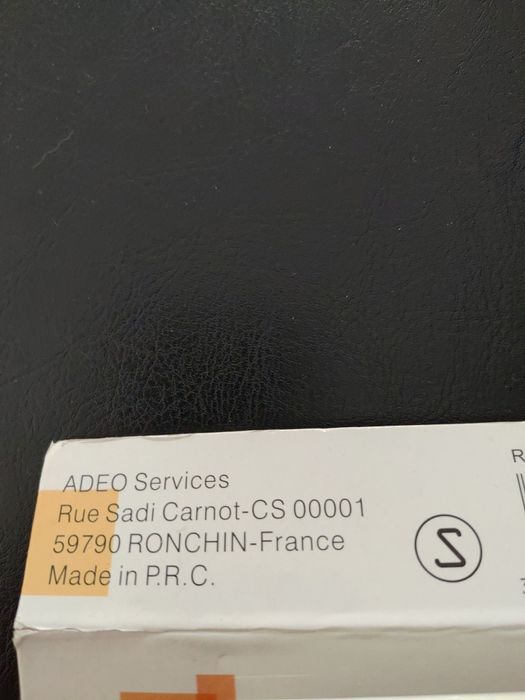 ADEO Services
Rue Sadi Carnot-CS 00001
59790 RONCHIN-France
Made in P.R.C.
R